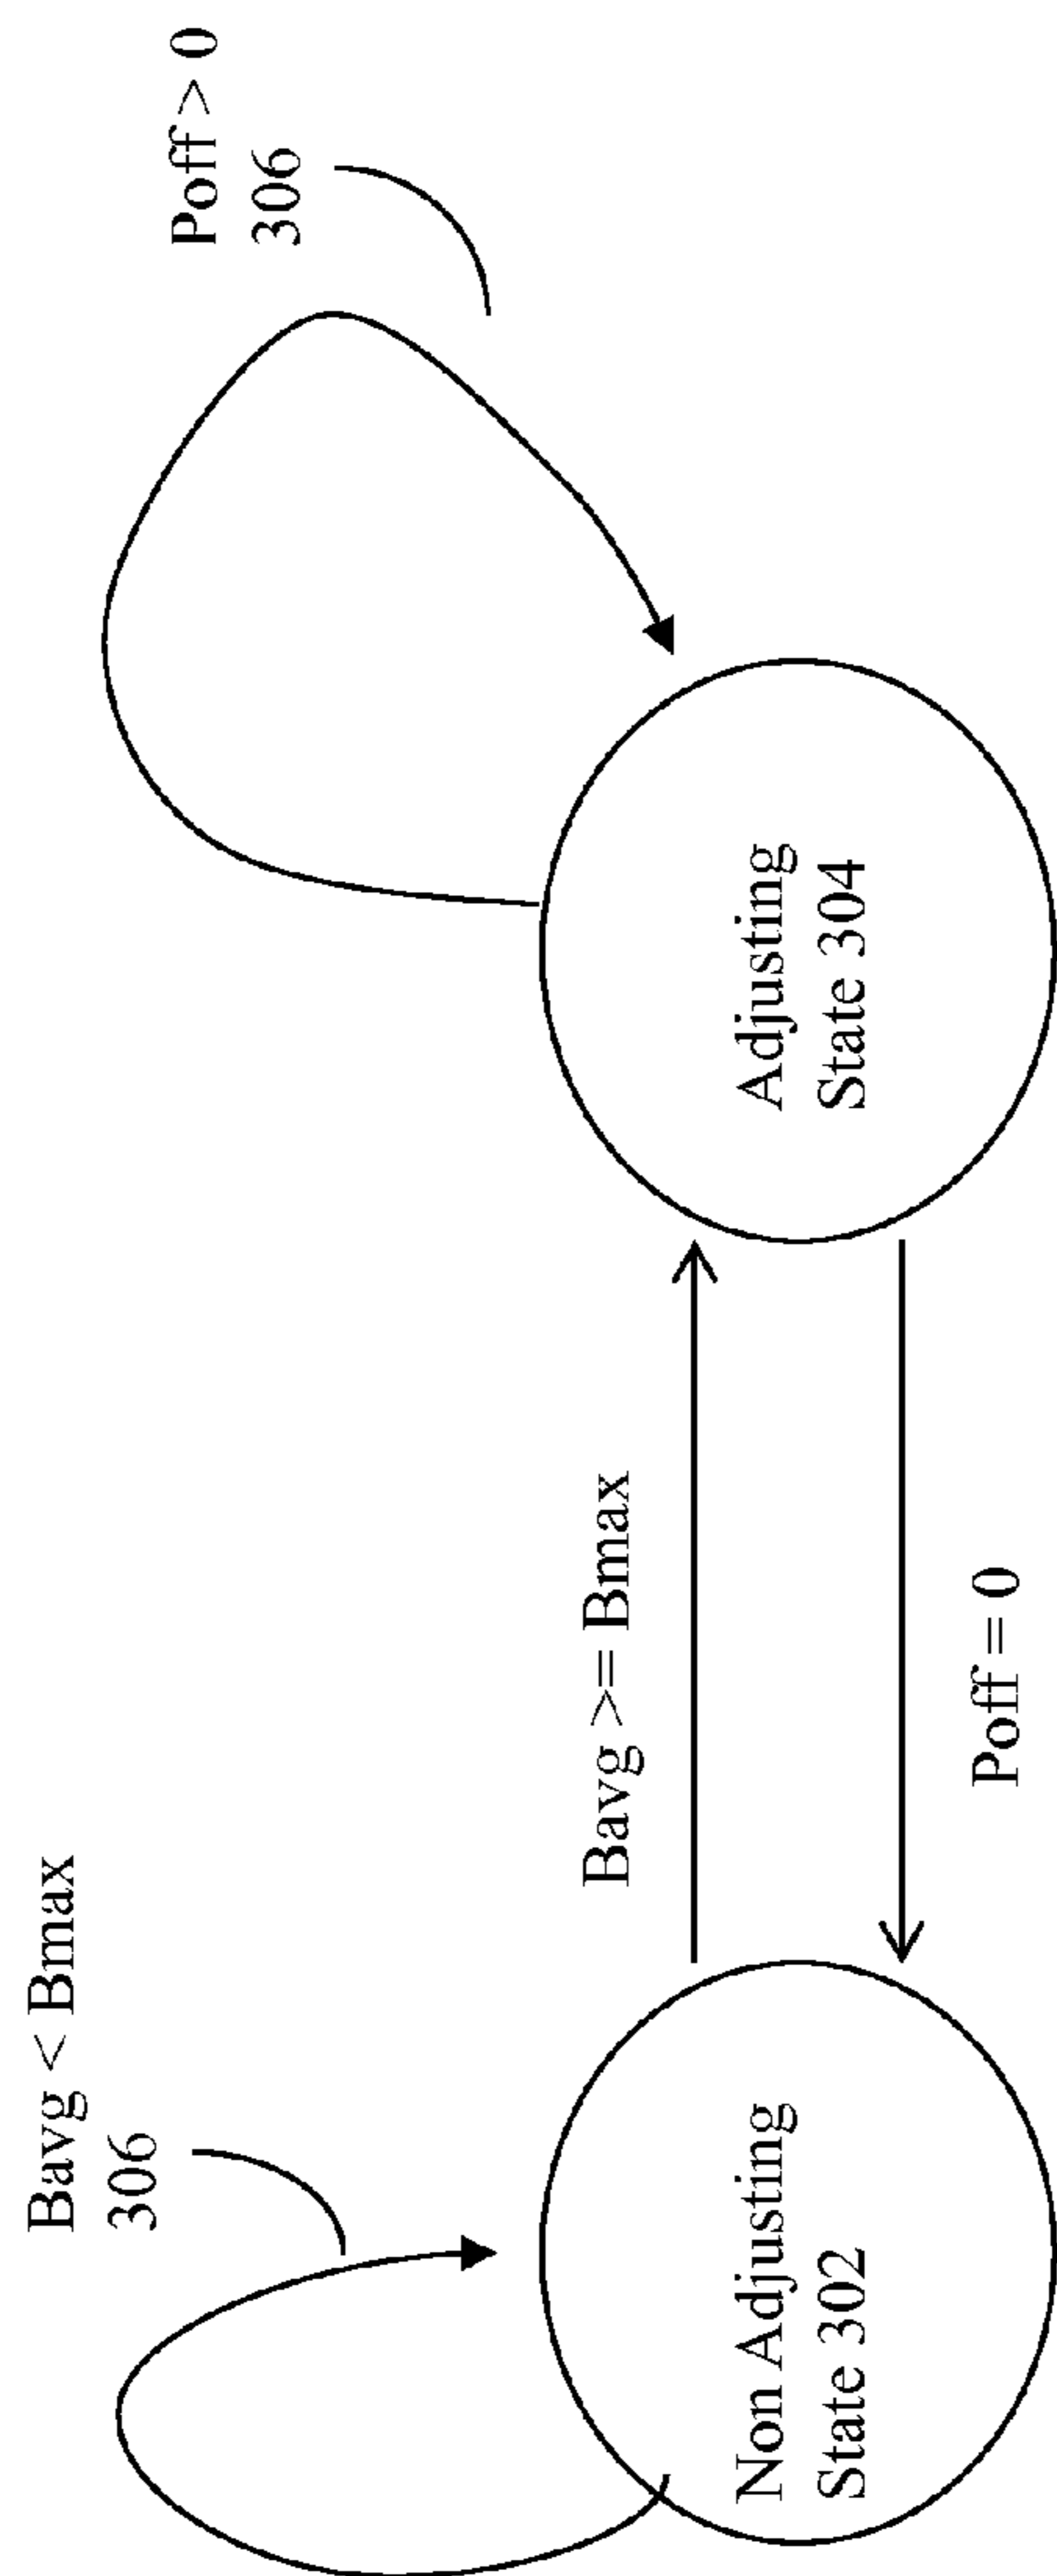 Bavg < Bmax
306
Poff > 0
306
Bavg >= Bmax
Non Adjusting
State 302
Adjusting
State 304
Poff = 0